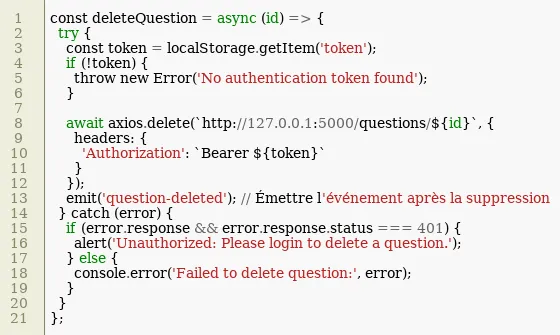 1 const deleteQuestion = async (id) => {
2 try {
3 const token = localStorage.getItem('token');
4 if (!token) {
5 throw new Error('No authentication token found');
6 }
7
8 await axios.delete(`http://127.0.0.1:5000/questions/${id}`, {
9 headers: {
10 'Authorization': `Bearer ${token}`
11 }
12 });
13 emit('question-deleted'); // Émettre l'événement après la suppression
14 } catch (error) {
15 if (error.response && error.response.status === 401) {
16 alert('Unauthorized: Please login to delete a question.');
17 } else {
18 console.error('Failed to delete question:', error);
19 }
20 }
21 };